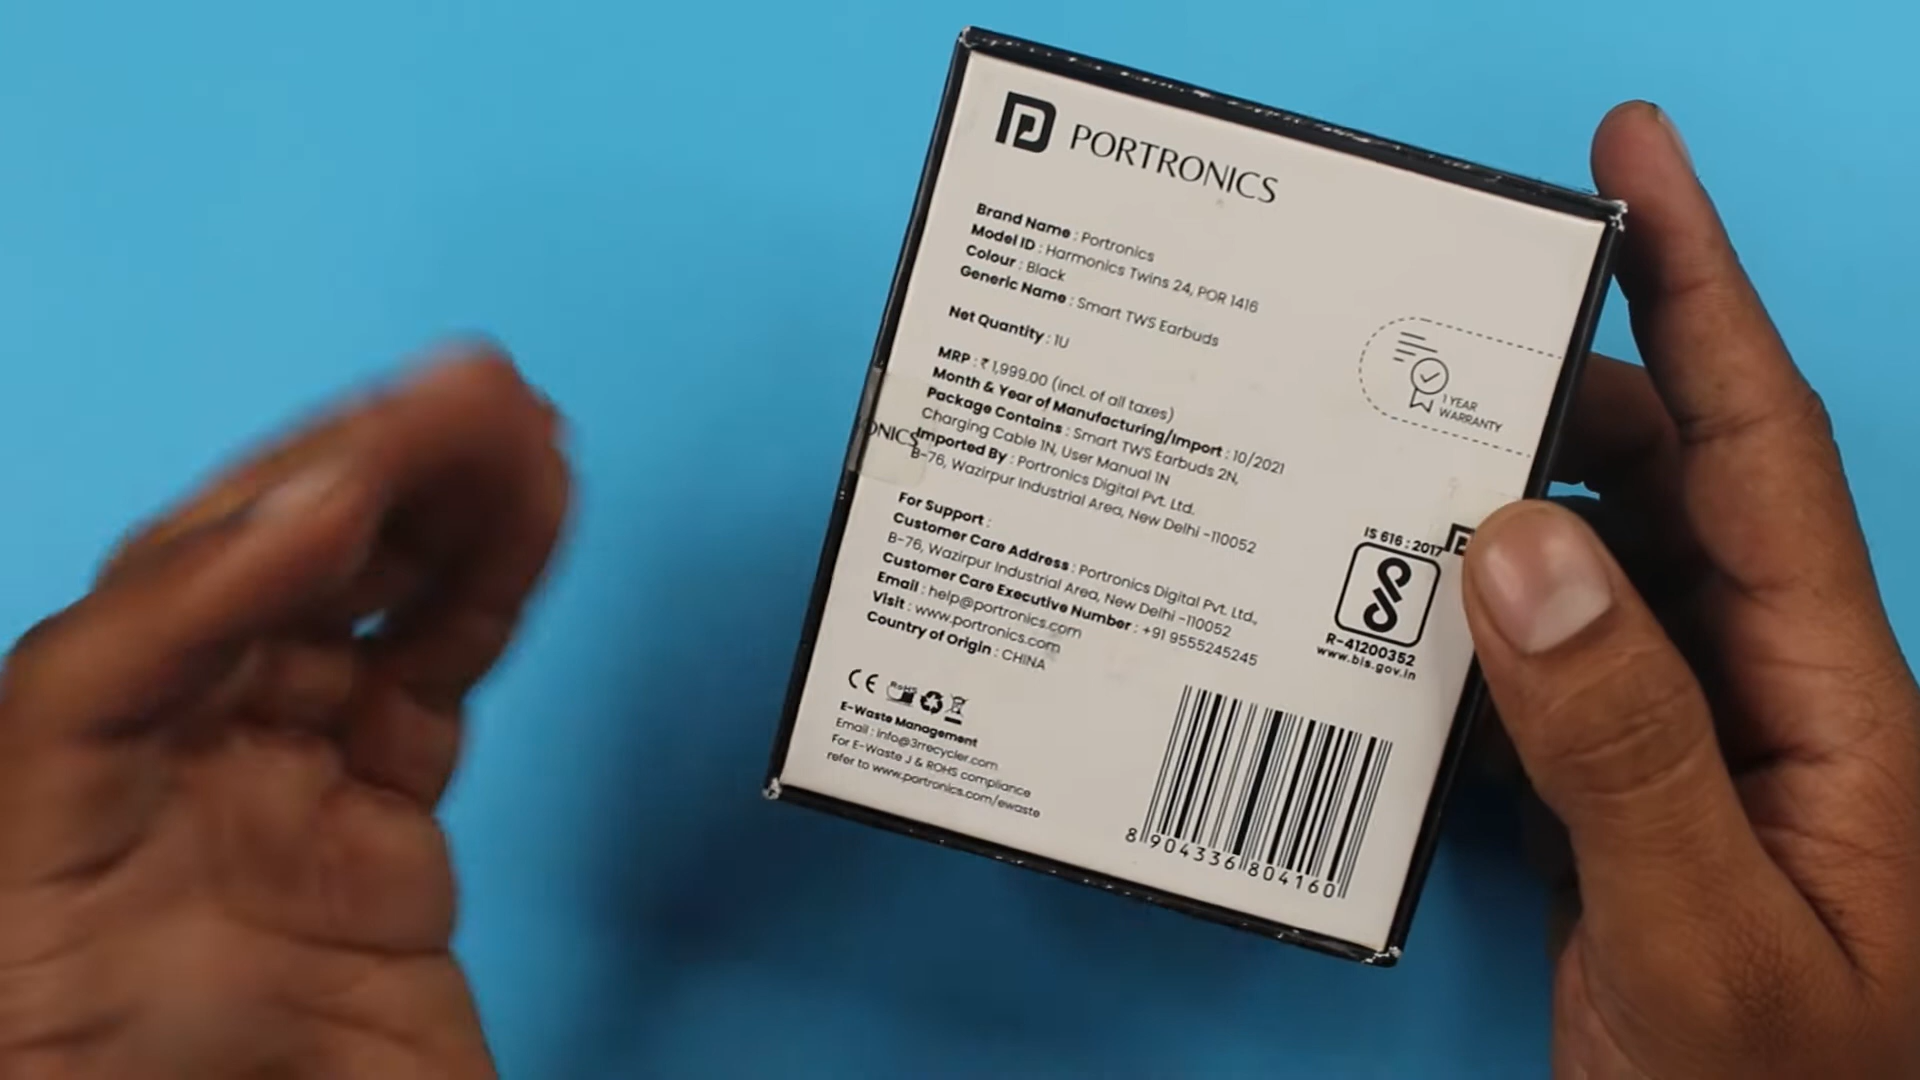 PORTRONICS
Brand Name : Portronics
Model ID : Harmonics Twins 24, POR 1416
Colour : Black
Generic Name : Smart TWS Earbuds
Net Quantity : 1U
MRP : ₹ 1,999.00 (incl. of all taxes)
Month & Year of Manufacturing/Import : 10/2021
Package Contains : Smart TWS Earbuds 2N,
Charging Cable 1N, User Manual 1N
Imported By : Portronics Digital Pvt. Ltd.
B-76, Wazirpur Industrial Area, New Delhi -110052
ONICS
For Support :
Customer Care Address : Portronics Digital Pvt. Ltd.,
B-76, Wazirpur Industrial Area, New Delhi -110052
Customer Care Executive Number : +91 9555245245
Email : help@portronics.com
Visit : www.portronics.com
Country of Origin : CHINA
1 YEAR
WARRANTY
IS 616 : 2017
R-41200352
www.bis.gov.in
CE RoHS
E-Waste Management
Email : info@3rrecycler.com
For E-Waste J & ROHS compliance
refer to www.portronics.com/ewaste
8 904336 804160